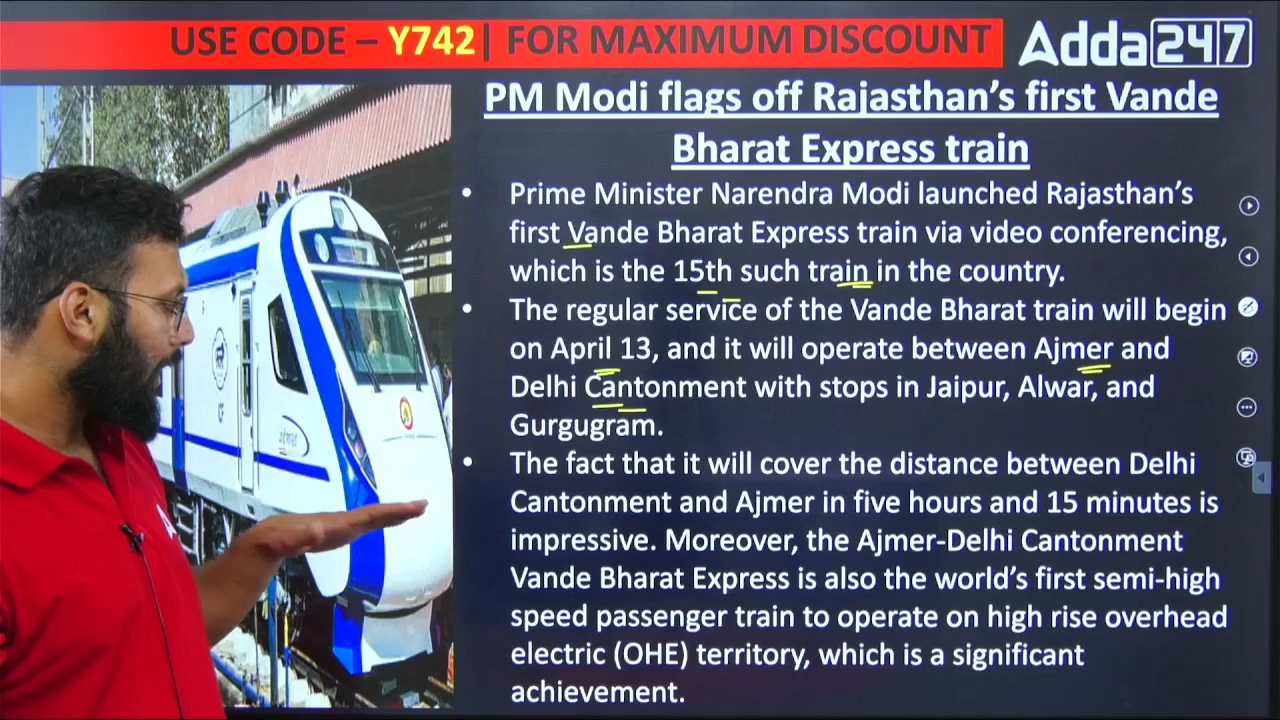 USE CODE – Y742| FOR MAXIMUM DISCOUNT
Adda247
PM Modi flags off Rajasthan's first Vande
Bharat Express train
• Prime Minister Narendra Modi launched Rajasthan's
first Vande Bharat Express train via video conferencing,
which is the 15th such train in the country.
• The regular service of the Vande Bharat train will begin
on April 13, and it will operate between Ajmer and
Delhi Cantonment with stops in Jaipur, Alwar, and
Gurgugram.
• The fact that it will cover the distance between Delhi
Cantonment and Ajmer in five hours and 15 minutes is
impressive. Moreover, the Ajmer-Delhi Cantonment
Vande Bharat Express is also the world's first semi-high
speed passenger train to operate on high rise overhead
electric (OHE) territory, which is a significant
achievement.